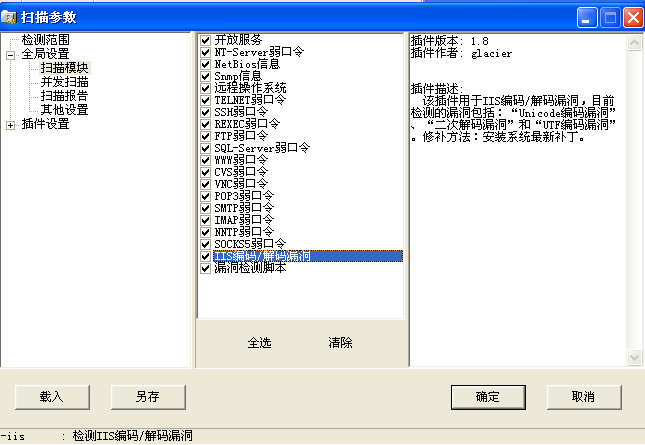 扫描参数
检测范围
全局设置
扫描模块
并发扫描
扫描报告
其他设置
插件设置
开放服务
NT-Server弱口令
NetBios信息
Snmp信息
远程操作系统
TELNET弱口令
SSH弱口令
REXEC弱口令
FTP弱口令
SQL-Server弱口令
WWW弱口令
CVS弱口令
VNC弱口令
POP3弱口令
SMTP弱口令
IMAP弱口令
NNTP弱口令
SOCKS5弱口令
IIS编码/解码漏洞
漏洞检测脚本
全选 清除
插件版本: 1.8
插件作者: glacier
插件描述:
该插件用于IIS编码/解码漏洞，目前
检测的漏洞包括：“Unicode编码漏洞”
、“二次解码漏洞”和“UTF编码漏洞”
。修补方法：安装系统最新补丁。
载入 另存 确定 取消
-iis : 检测IIS编码/解码漏洞